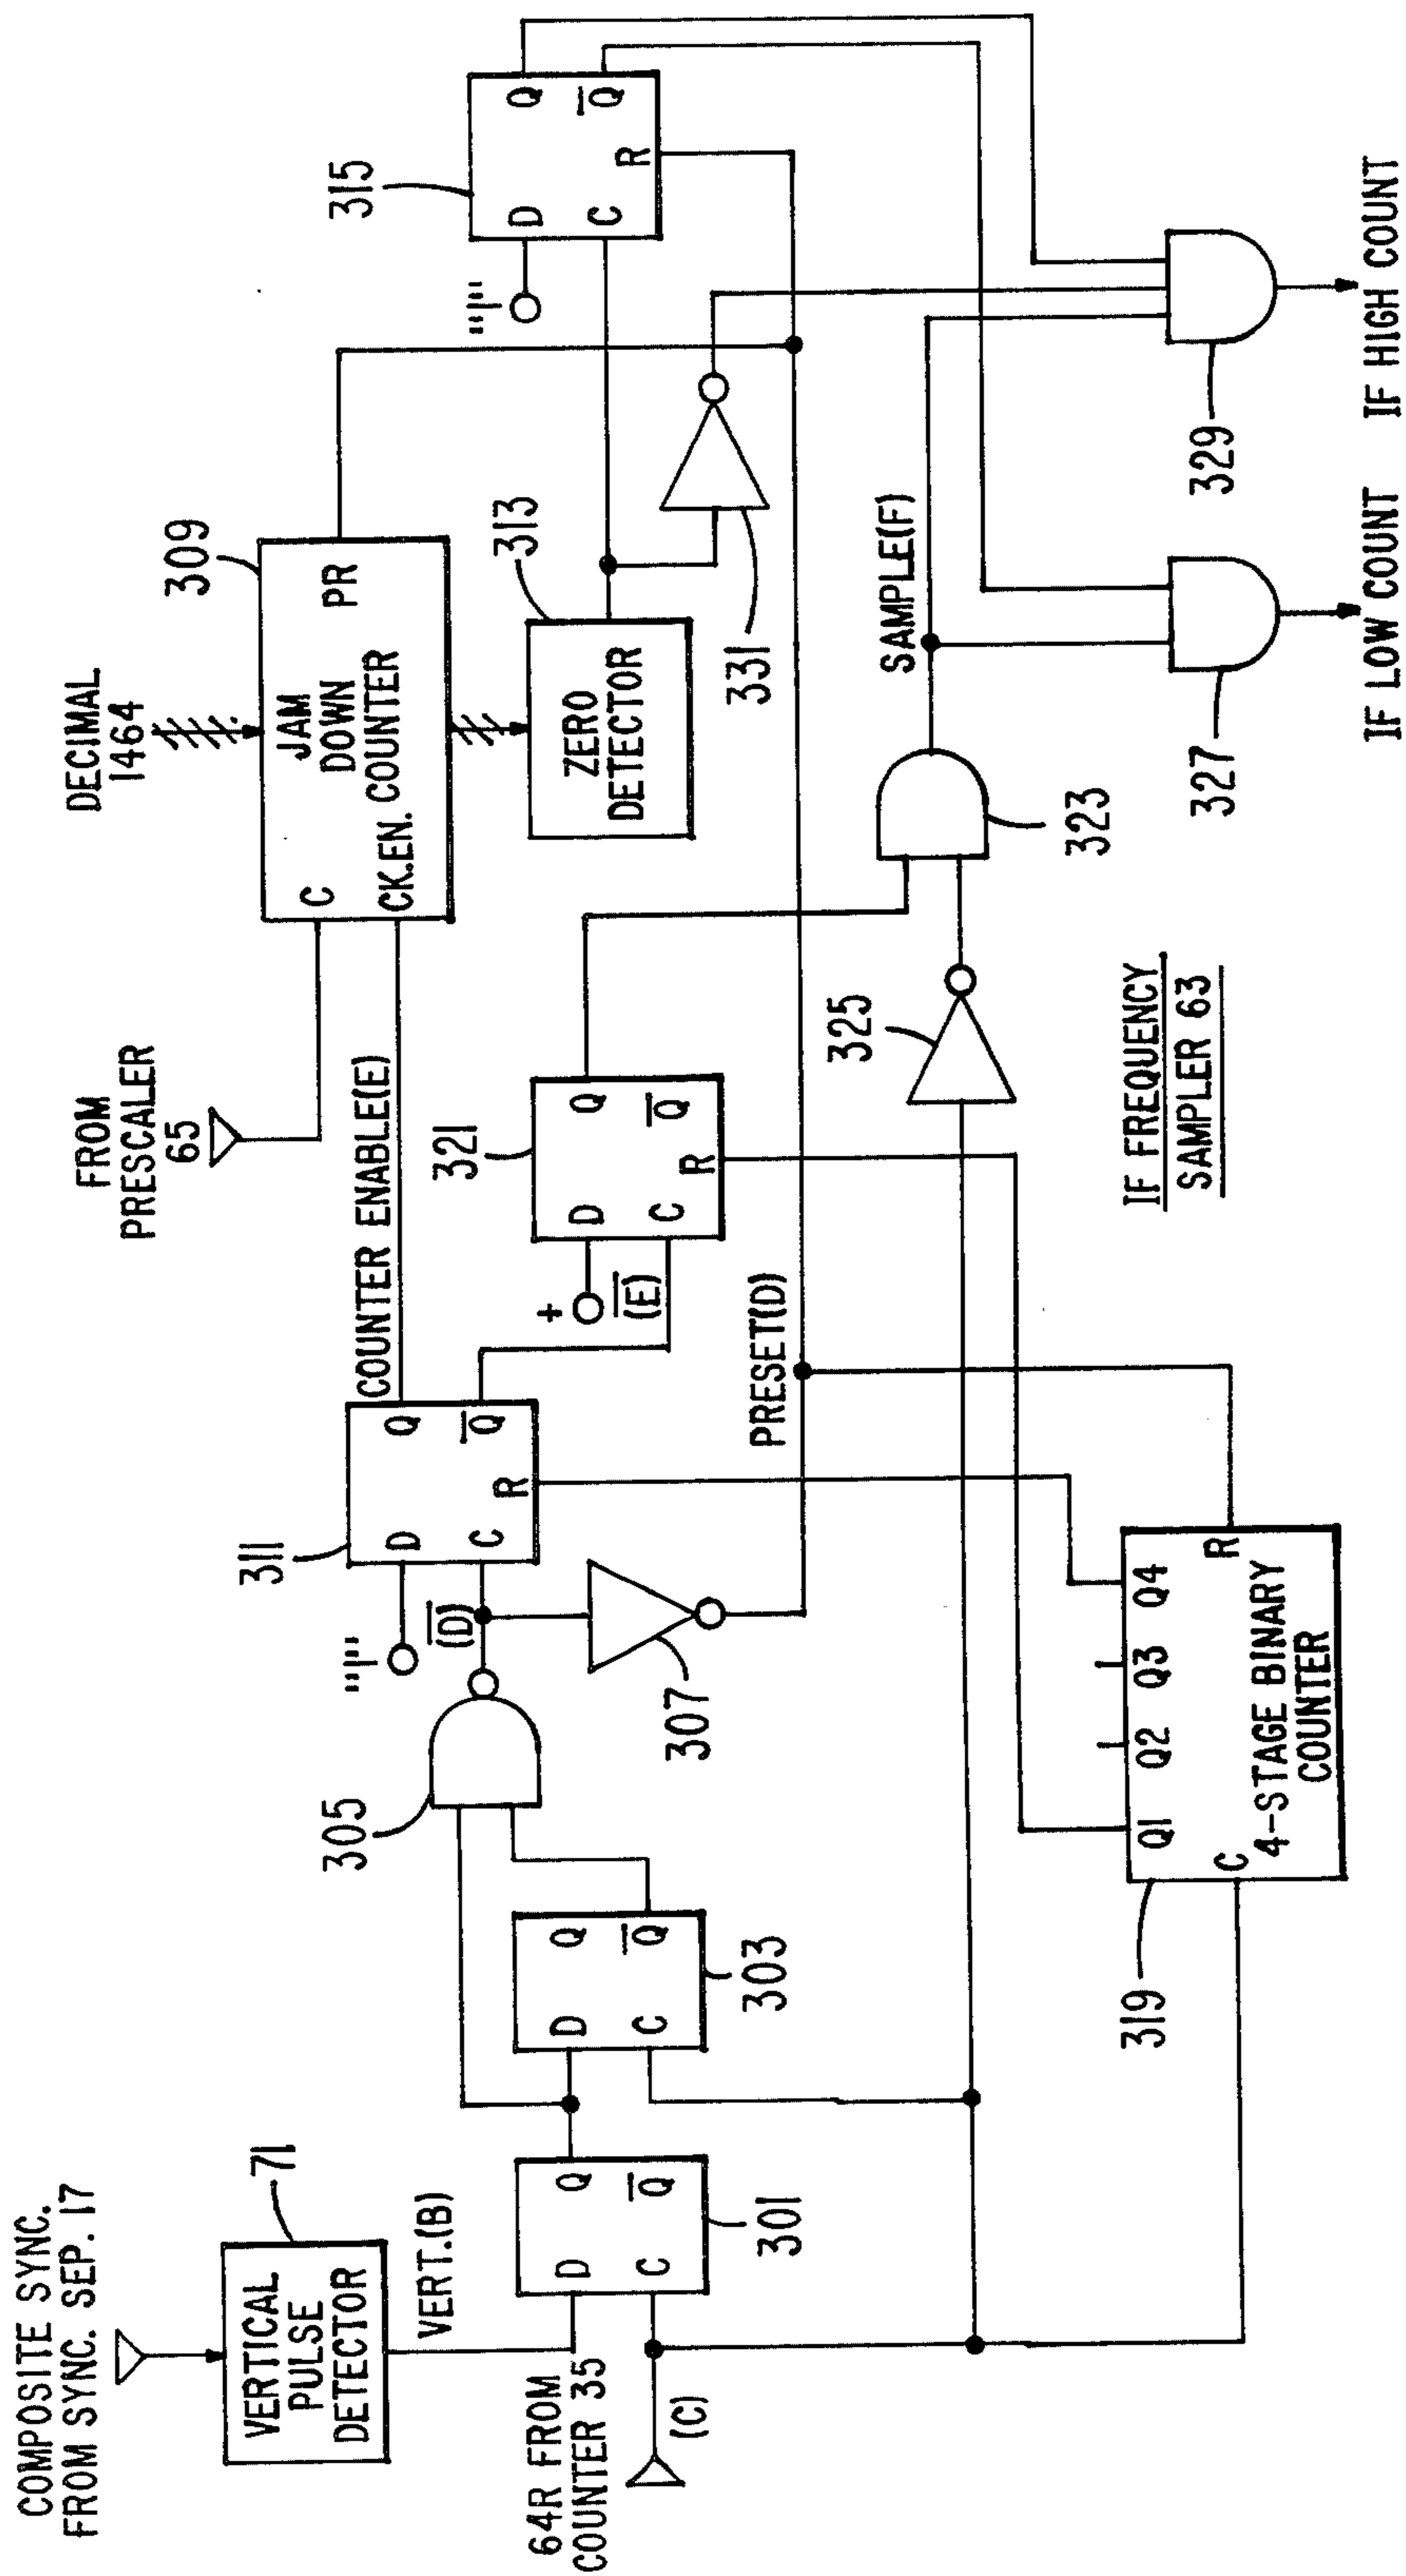 COMPOSITE SYNC.
FROM SYNC. SEP. 17
VERTICAL
PULSE
DETECTOR
71
VERT.(B)
64R FROM
COUNTER 35
(C)
D
Q
C
Q
301
D
Q
C
Q
303
305
(D)
307
"1"
311
D
Q
C
Q
R
COUNTER ENABLE(E)
FROM
PRESCALER
65
DECIMAL
1464
309
C
JAM
DOWN
COUNTER
CK.EN.
PR
ZERO
DETECTOR
313
331
"1"
315
D
Q
C
Q
R
+
(E)
321
D
Q
C
Q
R
PRESET(D)
325
323
SAMPLE(F)
319
Q1
Q2
Q3
Q4
C
R
4-STAGE BINARY
COUNTER
327
329
IF LOW COUNT
IF HIGH COUNT
IF FREQUENCY
SAMPLER 63